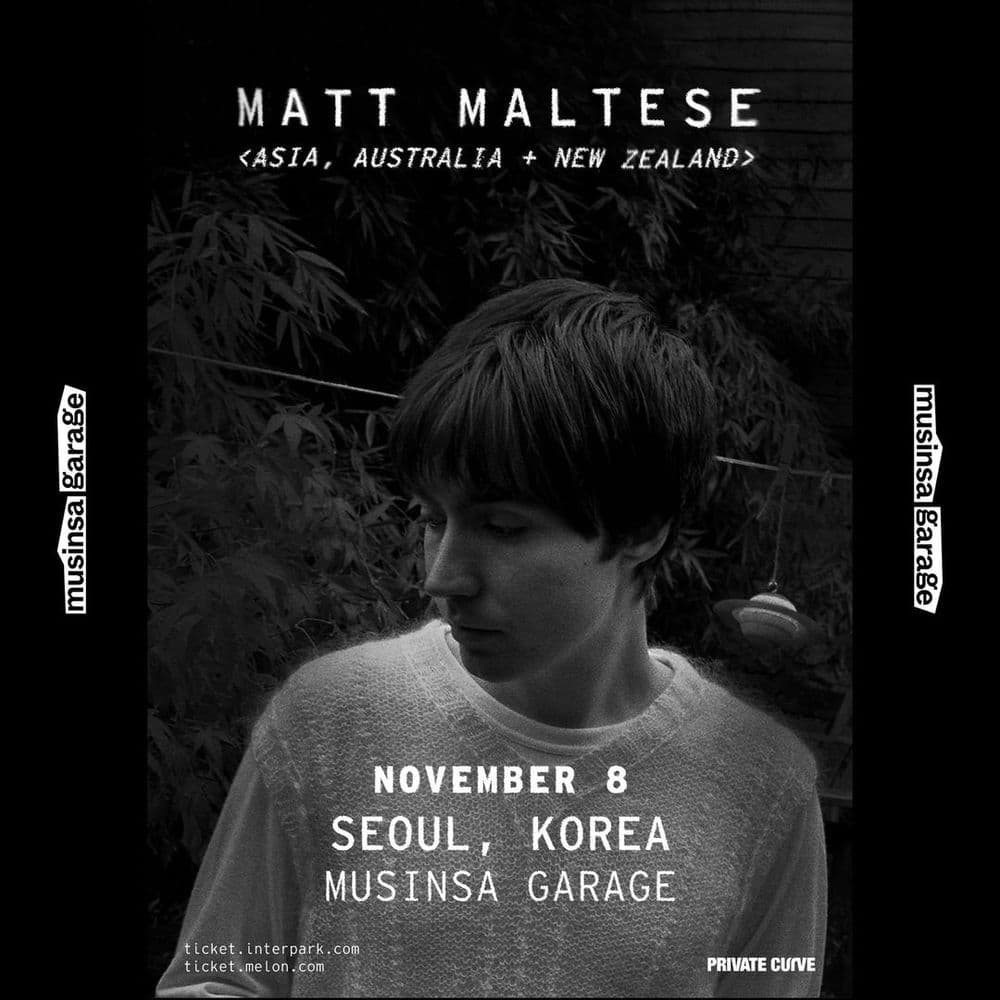 MATT MALTESE
<ASIA, AUSTRALIA + NEW ZEALAND>
musinsa garage
musinsa garage
NOVEMBER 8
SEOUL, KOREA
MUSINSA GARAGE
ticket.interpark.com
ticket.melon.com
PRIVATE CURVE